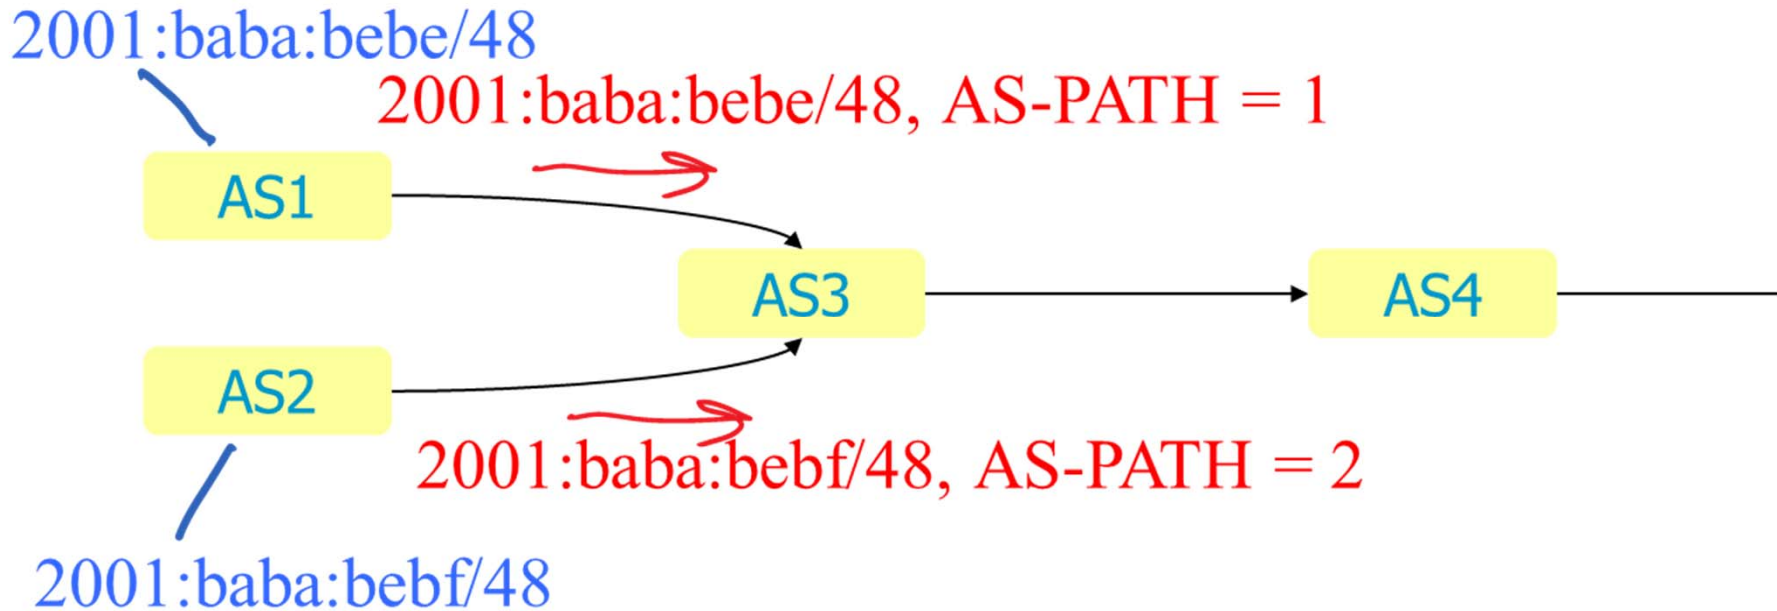 2001:baba:bebe/48
2001:baba:bebe/48, AS-PATH = 1
AS1
AS3
AS4
AS2
2001:baba:bebf/48, AS-PATH = 2
2001:baba:bebf/48